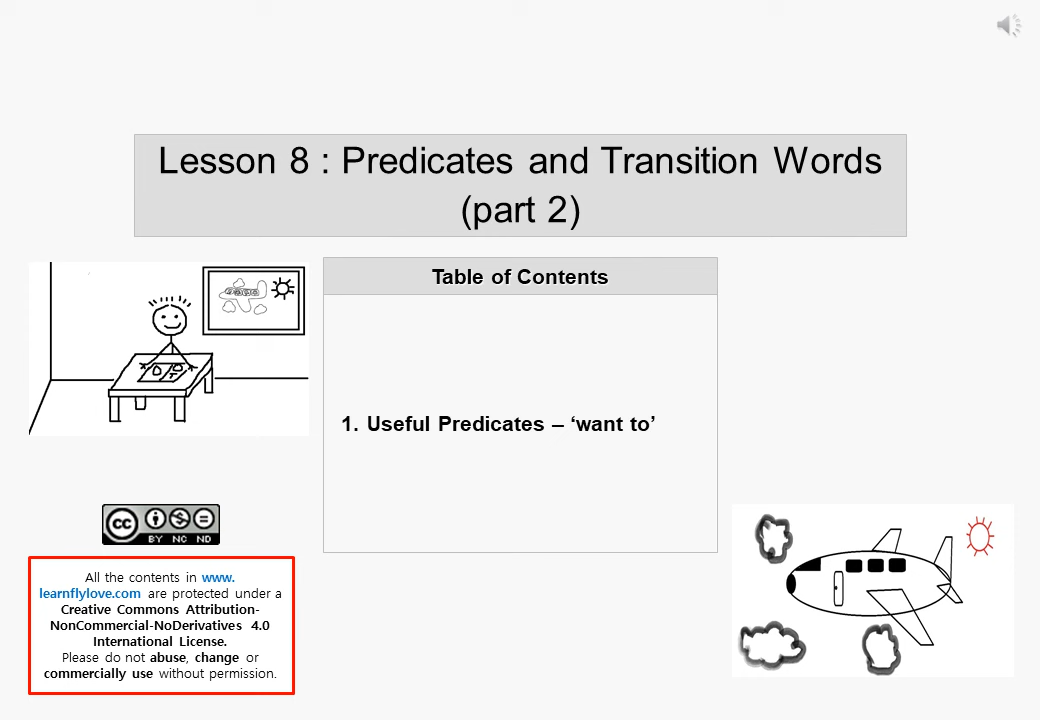 Lesson 8 : Predicates and Transition Words
(part 2)
Table of Contents
1. Useful Predicates – ‘want to’
cc
BY NC ND
All the contents in www.
learnflylove.com are protected under a
Creative Commons Attribution-
NonCommercial-NoDerivatives 4.0
International License.
Please do not abuse, change or
commercially use without permission.